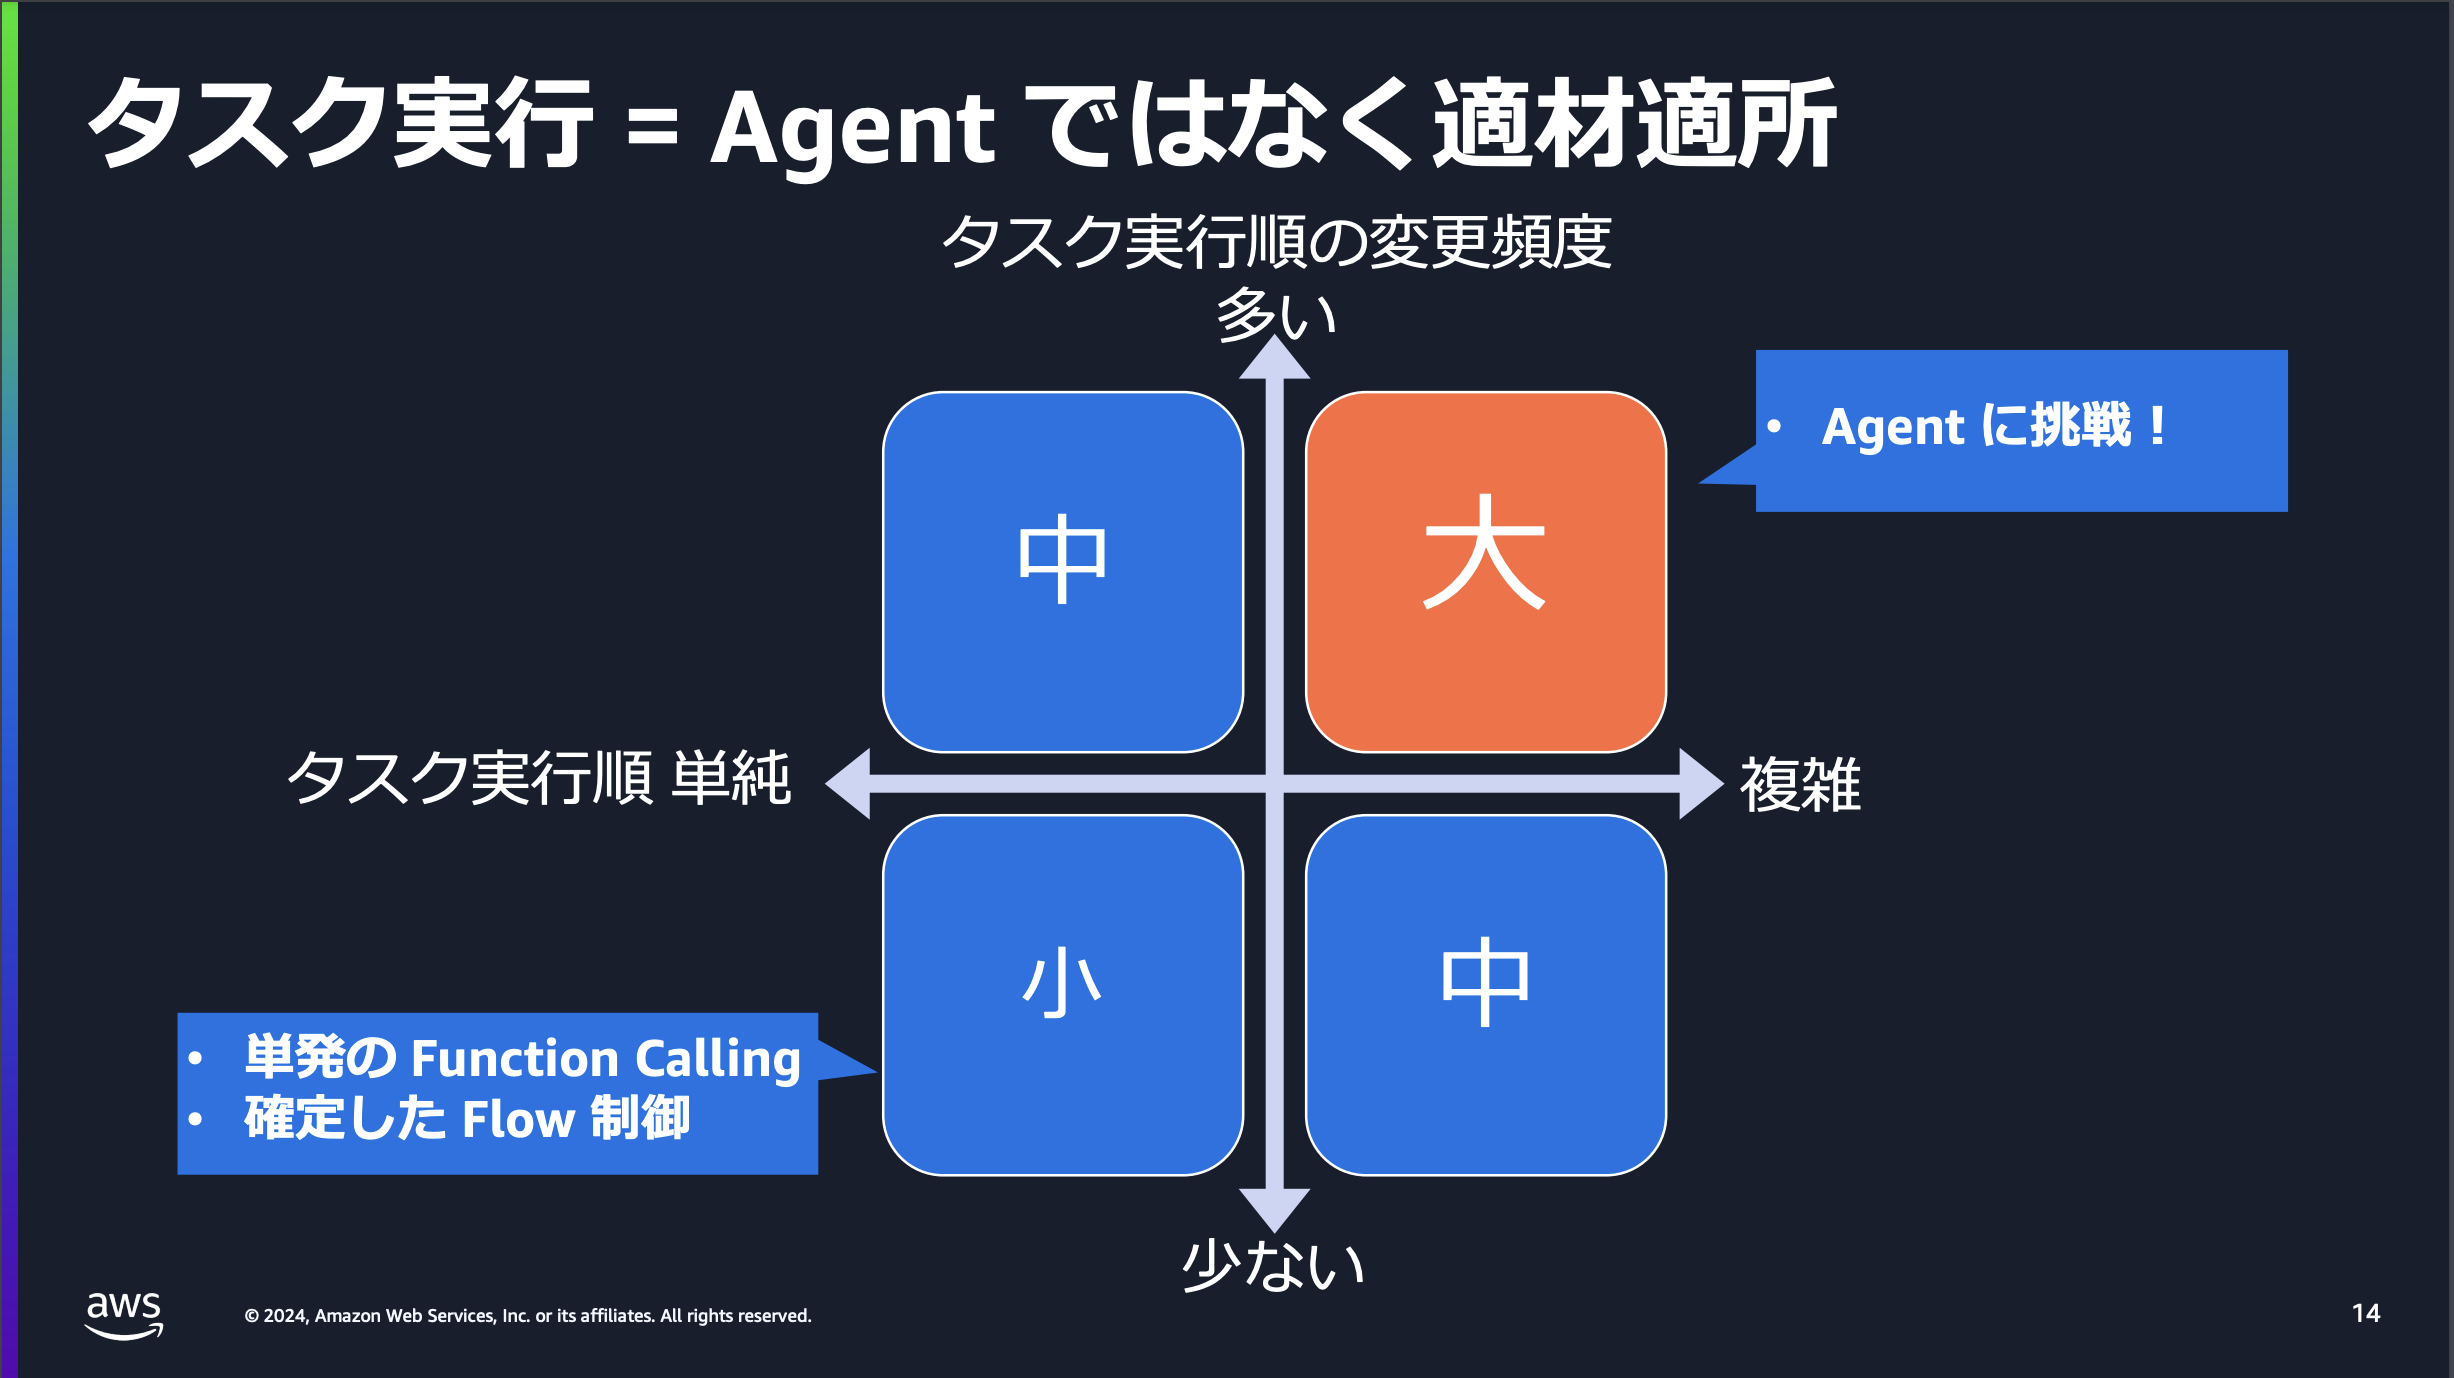 タスク実行 = Agent ではなく適材適所
タスク実行順の変更頻度
多い
• Agent に挑戦！
中
大
タスク実行順 単純
複雑
小
中
• 単発の Function Calling
• 確定した Flow 制御
少ない
aws
© 2024, Amazon Web Services, Inc. or its affiliates. All rights reserved.
14